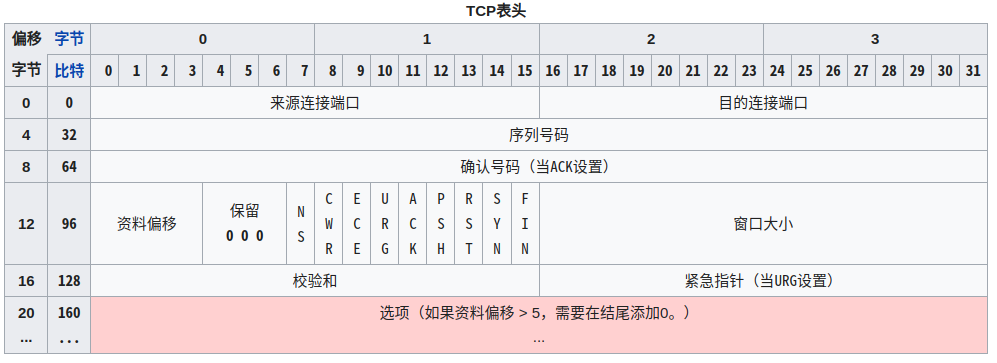 TCP表头
偏移 字节 0 1 2 3
字节 比特 0 1 2 3 4 5 6 7 8 9 10 11 12 13 14 15 16 17 18 19 20 21 22 23 24 25 26 27 28 29 30 31
0 0 来源连接端口 目的连接端口
4 32 序列号码
8 64 确认号码（当ACK设置）
12 96 资料偏移 保留 000 NS CWR ECE URG ACK PSH RST SYN FIN 窗口大小
16 128 校验和 紧急指针（当URG设置）
20 160 选项（如果资料偏移 > 5，需要在结尾添加0。）
... ... ...